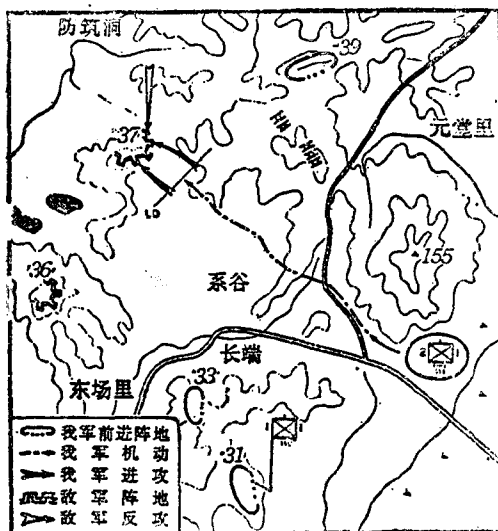 防筑洞
39
37
元堂里
155
LD
36
系谷
长端
东场里
33
31
我军前进阵地
我军机动
我军进攻
敌军阵地
敌军反攻